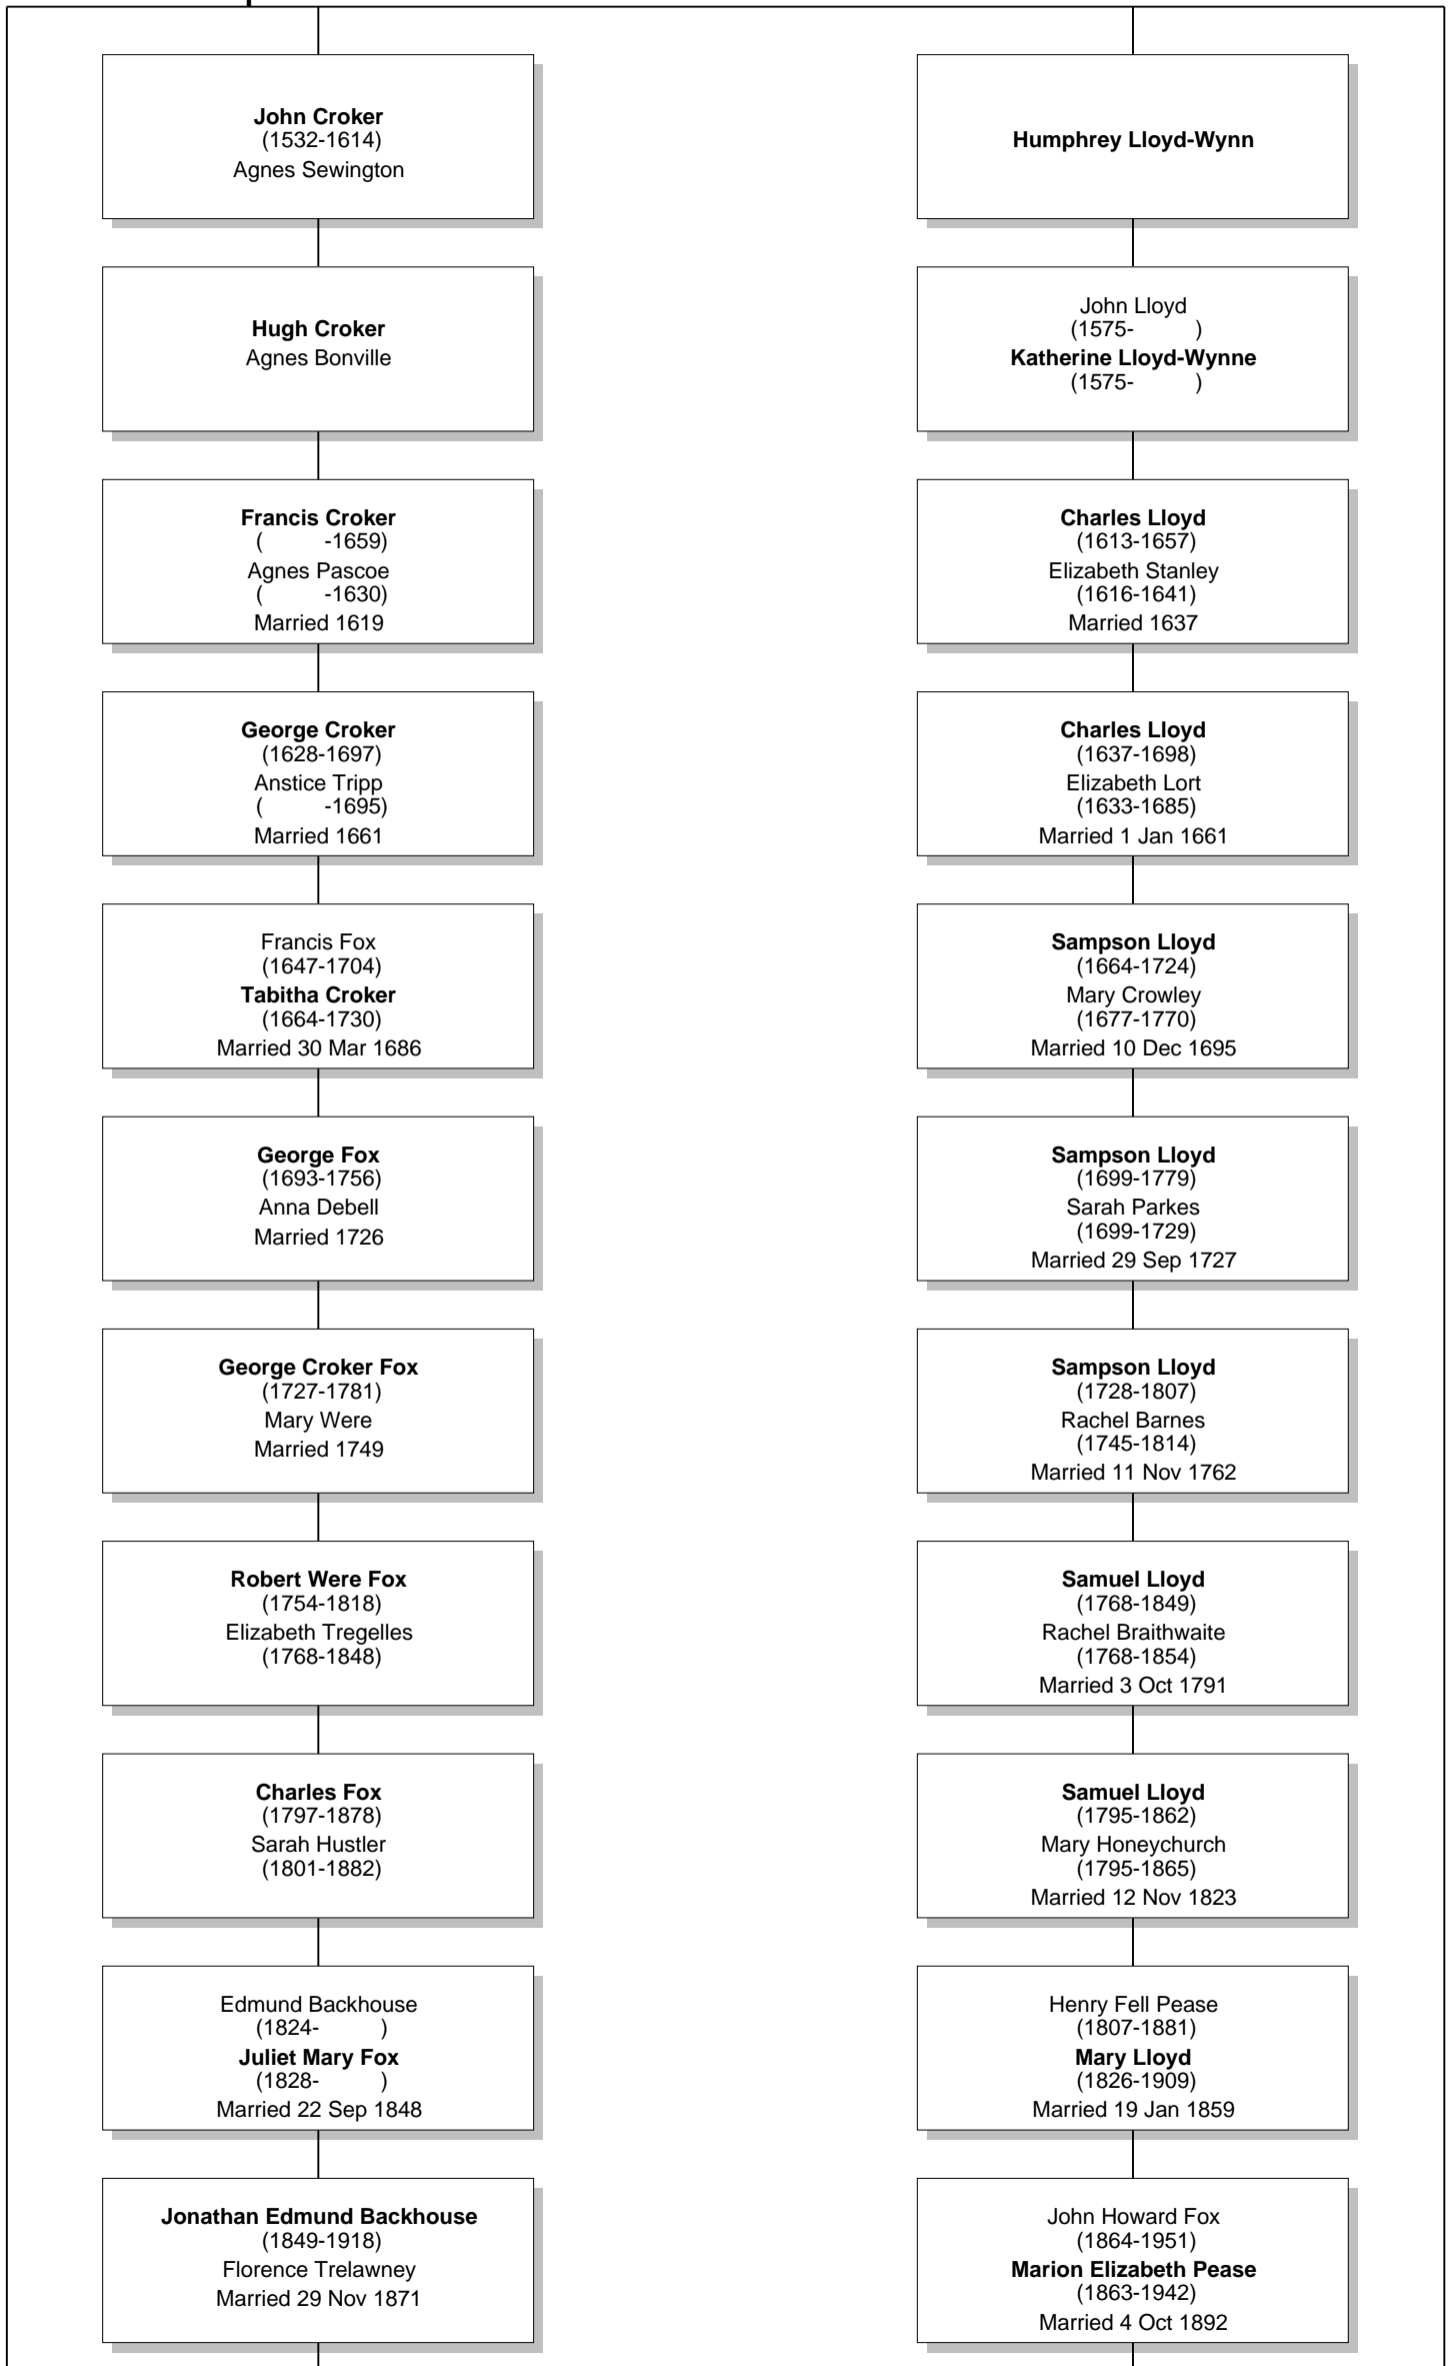 John Croker
(1532-1614)
Agnes Sewington
Humphrey Lloyd-Wynn
Hugh Croker
Agnes Bonville
John Lloyd
(1575- )
Katherine Lloyd-Wynne
(1575- )
Francis Croker
( -1659)
Agnes Pascoe
( -1630)
Married 1619
Charles Lloyd
(1613-1657)
Elizabeth Stanley
(1616-1641)
Married 1637
George Croker
(1628-1697)
Anstice Tripp
( -1695)
Married 1661
Charles Lloyd
(1637-1698)
Elizabeth Lort
(1633-1685)
Married 1 Jan 1661
Francis Fox
(1647-1704)
Tabitha Croker
(1664-1730)
Married 30 Mar 1686
Sampson Lloyd
(1664-1724)
Mary Crowley
(1677-1770)
Married 10 Dec 1695
George Fox
(1693-1756)
Anna Debell
Married 1726
Sampson Lloyd
(1699-1779)
Sarah Parkes
(1699-1729)
Married 29 Sep 1727
George Croker Fox
(1727-1781)
Mary Were
Married 1749
Sampson Lloyd
(1728-1807)
Rachel Barnes
(1745-1814)
Married 11 Nov 1762
Robert Were Fox
(1754-1818)
Elizabeth Tregelles
(1768-1848)
Samuel Lloyd
(1768-1849)
Rachel Braithwaite
(1768-1854)
Married 3 Oct 1791
Charles Fox
(1797-1878)
Sarah Hustler
(1801-1882)
Samuel Lloyd
(1795-1862)
Mary Honeychurch
(1795-1865)
Married 12 Nov 1823
Edmund Backhouse
(1824- )
Juliet Mary Fox
(1828- )
Married 22 Sep 1848
Henry Fell Pease
(1807-1881)
Mary Lloyd
(1826-1909)
Married 19 Jan 1859
Jonathan Edmund Backhouse
(1849-1918)
Florence Trelawney
Married 29 Nov 1871
John Howard Fox
(1864-1951)
Marion Elizabeth Pease
(1863-1942)
Married 4 Oct 1892